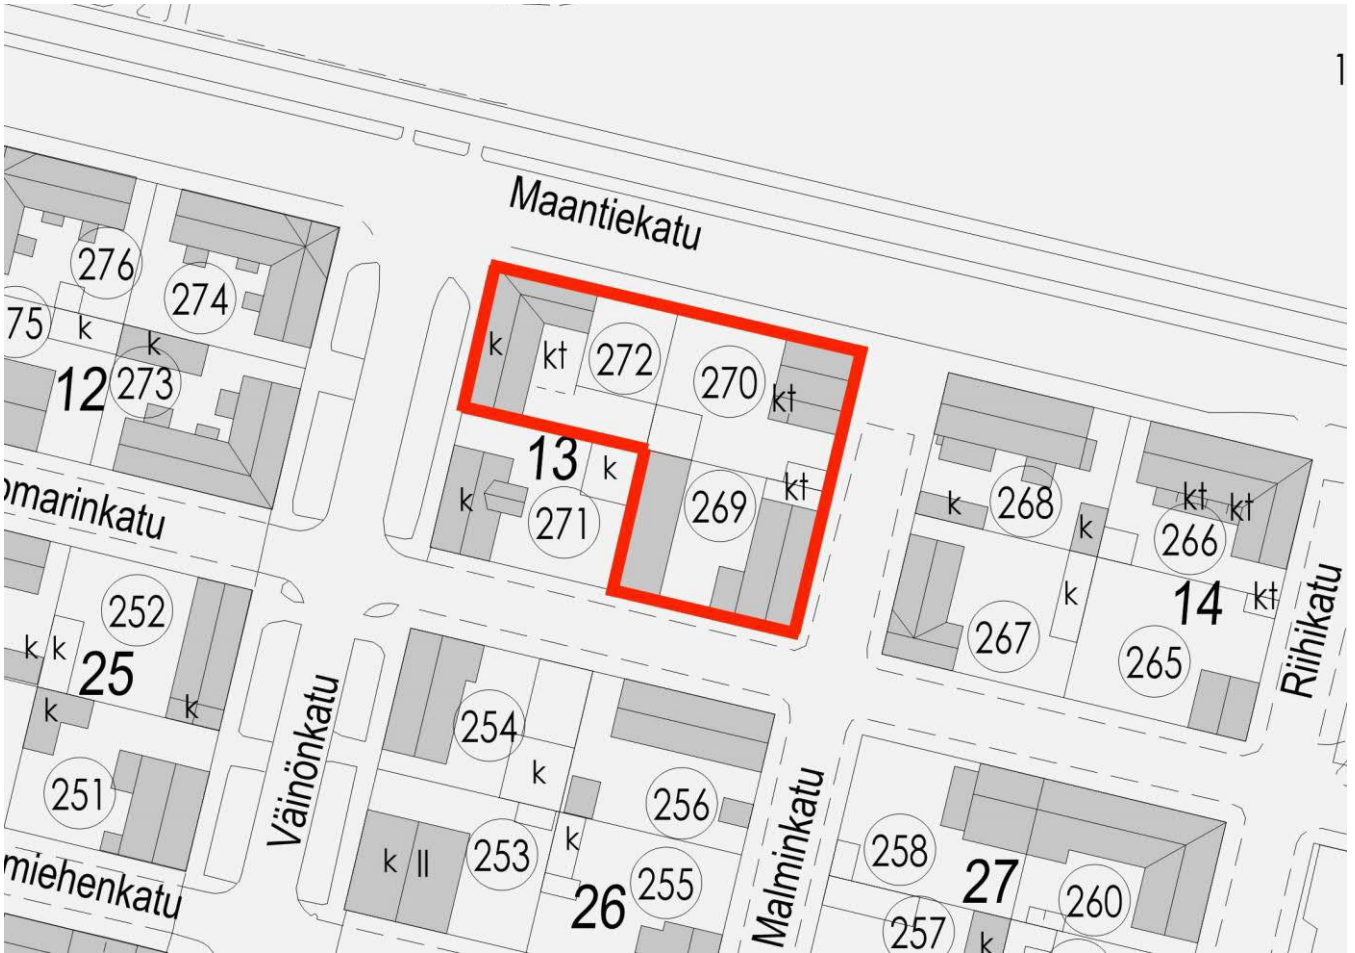 1
Maantiekatu
276
274
75
k
k
12
273
k
kt
272
270
kt
13
k
k
271
269
kt
k
268
k
kt
kt
266
omarinkatu
252
k
k
25
k
k
251
267
k
14
kt
265
Riihikatu
254
k
256
Väinönkatu
k
II
253
k
26
255
Malminkatu
258
27
260
257
k
miehenkatu